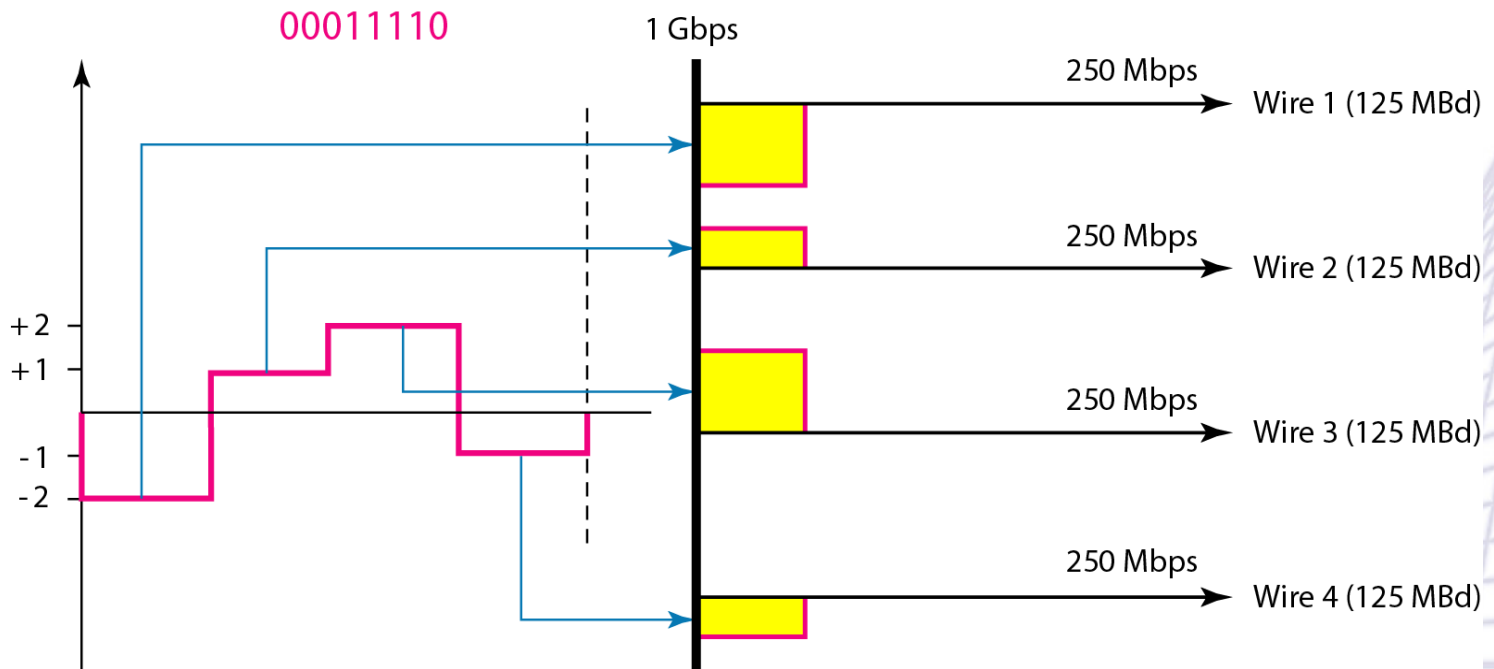 00011110
1 Gbps
250 Mbps
Wire 1 (125 MBd)
250 Mbps
Wire 2 (125 MBd)
+2
+1
-1
-2
250 Mbps
Wire 3 (125 MBd)
250 Mbps
Wire 4 (125 MBd)